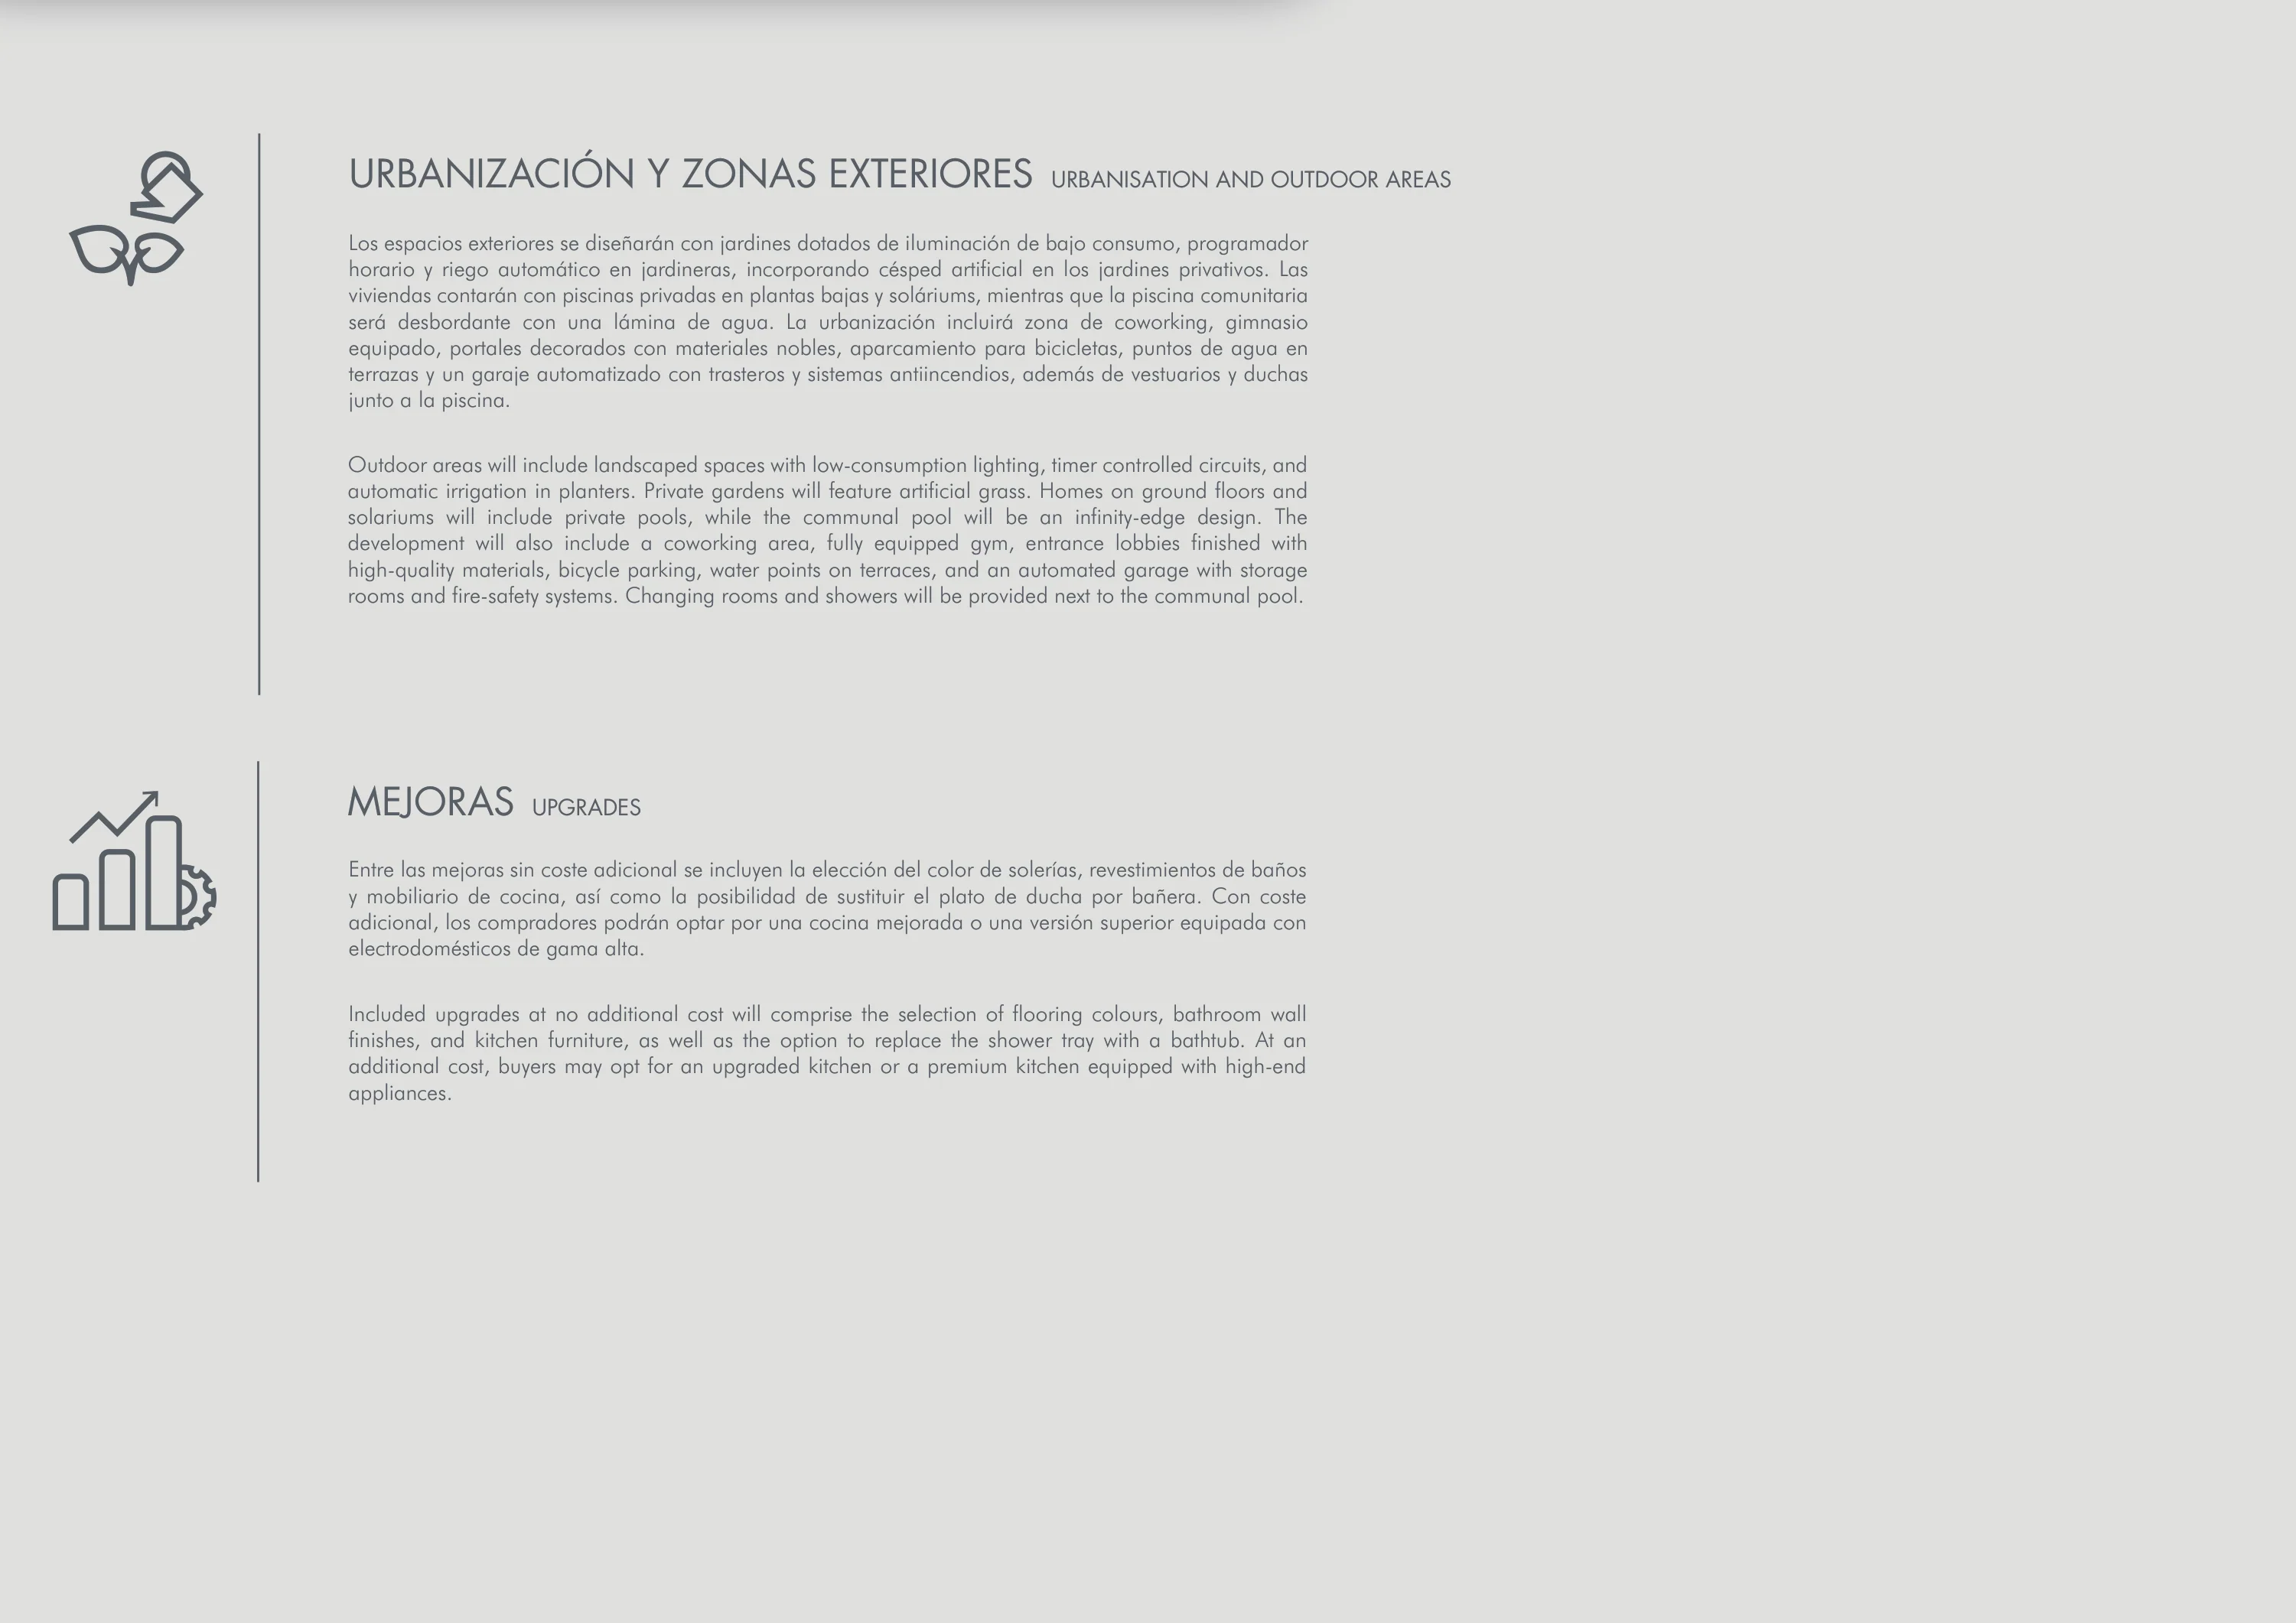 URBANIZACIÓN Y ZONAS EXTERIORES URBANISATION AND OUTDOOR AREAS
Los espacios exteriores se diseñarán con jardines dotados de iluminación de bajo consumo, programador
horario y riego automático en jardineras, incorporando césped artificial en los jardines privativos. Las
viviendas contarán con piscinas privadas en plantas bajas y soláriums, mientras que la piscina comunitaria
será desbordante con una lámina de agua. La urbanización incluirá zona de coworking, gimnasio
equipado, portales decorados con materiales nobles, aparcamiento para bicicletas, puntos de agua en
terrazas y un garaje automatizado con trasteros y sistemas antiincendios, además de vestuarios y duchas
junto a la piscina.
Outdoor areas will include landscaped spaces with low-consumption lighting, timer controlled circuits, and
automatic irrigation in planters. Private gardens will feature artificial grass. Homes on ground floors and
solariums will include private pools, while the communal pool will be an infinity-edge design. The
development will also include a coworking area, fully equipped gym, entrance lobbies finished with
high-quality materials, bicycle parking, water points on terraces, and an automated garage with storage
rooms and fire-safety systems. Changing rooms and showers will be provided next to the communal pool.
MEJORAS UPGRADES
Entre las mejoras sin coste adicional se incluyen la elección del color de solerías, revestimientos de baños
y mobiliario de cocina, así como la posibilidad de sustituir el plato de ducha por bañera. Con coste
adicional, los compradores podrán optar por una cocina mejorada o una versión superior equipada con
electrodomésticos de gama alta.
Included upgrades at no additional cost will comprise the selection of flooring colours, bathroom wall
finishes, and kitchen furniture, as well as the option to replace the shower tray with a bathtub. At an
additional cost, buyers may opt for an upgraded kitchen or a premium kitchen equipped with high-end
appliances.